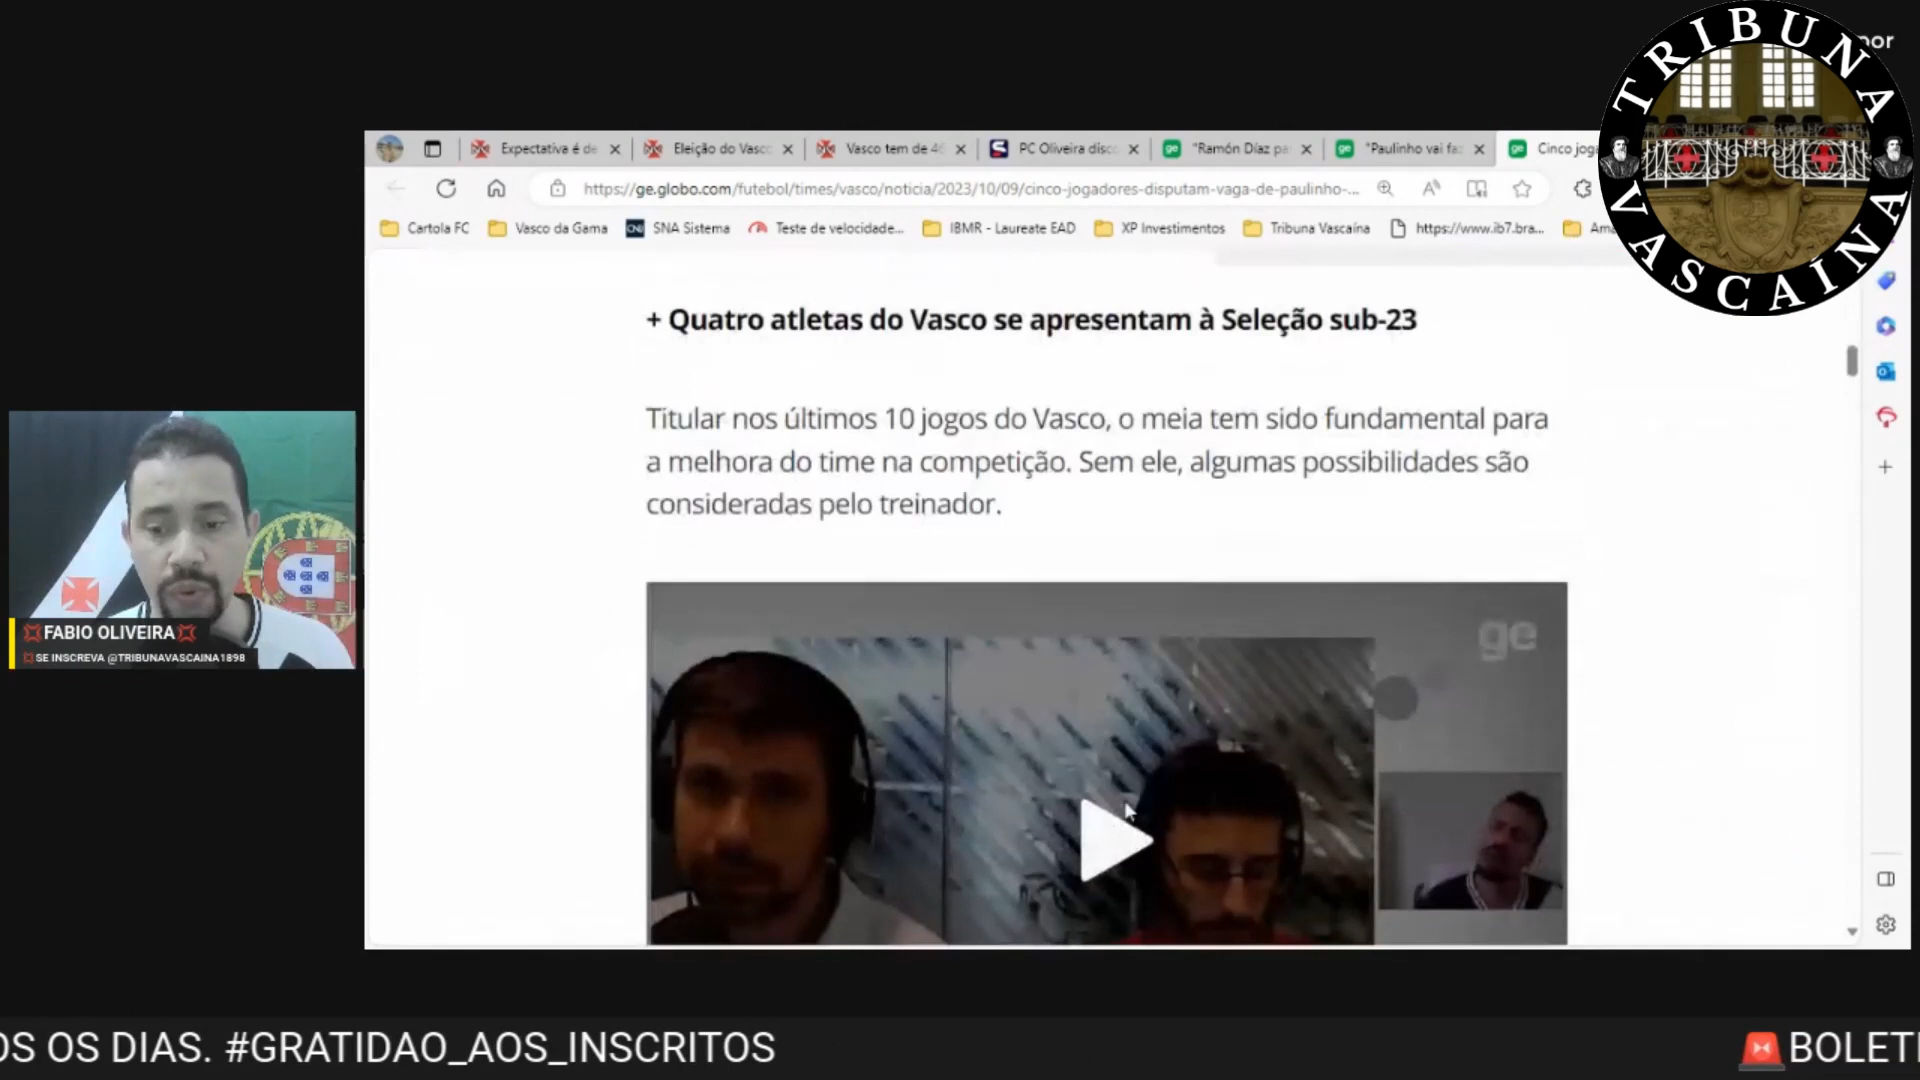 TRIBUNA
VASCAÍNA
por
Expectativa é de
Eleição do Vasc
Vasco tem de 46
PC Oliveira disc
"Ramón Díaz pa
"Paulinho vai fa
Cinco jog
https://ge.globo.com/futebol/times/vasco/noticia/2023/10/09/cinco-jogadores-disputam-vaga-de-paulinho-...
Cartola FC
Vasco da Gama
SNA Sistema
Teste de velocidade...
IBMR - Laureate EAD
XP Investimentos
Tribuna Vascaína
https://www.ib7.bra...
+ Quatro atletas do Vasco se apresentam à Seleção sub-23
Titular nos últimos 10 jogos do Vasco, o meia tem sido fundamental para
a melhora do time na competição. Sem ele, algumas possibilidades são
consideradas pelo treinador.
ge
FABIO OLIVEIRA
SE INSCREVA @TRIBUNAVASCAINA1898
OS OS DIAS. #GRATIDAO_AOS_INSCRITOS
BOLETI